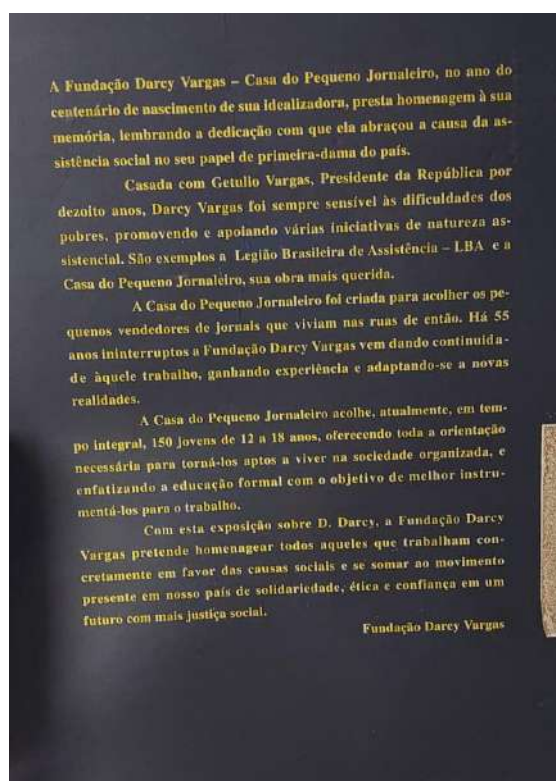 A Fundação Darcy Vargas – Casa do Pequeno Jornaleiro, no ano do
centenário de nascimento de sua idealizadora, presta homenagem à sua
memória, lembrando a dedicação com que ela abraçou a causa da as-
sistência social no seu papel de primeira-dama do país.
Casada com Getulio Vargas, Presidente da República por
dezoito anos, Darcy Vargas foi sempre sensível às dificuldades dos
pobres, promovendo e apoiando várias iniciativas de natureza as-
sistencial. São exemplos a Legião Brasileira de Assistência – LBA e a
Casa do Pequeno Jornaleiro, sua obra mais querida.
A Casa do Pequeno Jornaleiro foi criada para acolher os pe-
quenos vendedores de jornais que viviam nas ruas de então. Há 55
anos ininterruptos a Fundação Darcy Vargas vem dando continuida-
de àquele trabalho, ganhando experiência e adaptando-se a novas
realidades.
A Casa do Pequeno Jornaleiro acolhe, atualmente, em tem-
po integral, 150 jovens de 12 a 18 anos, oferecendo toda a orientação
necessária para torná-los aptos a viver na sociedade organizada, e
enfatizando a educação formal com o objetivo de melhor instru-
mentá-los para o trabalho.
Com esta exposição sobre D. Darcy, a Fundação Darcy
Vargas pretende homenagear todos aqueles que trabalham con-
cretamente em favor das causas sociais e se somar ao movimento
presente em nosso país de solidariedade, ética e confiança em um
futuro com mais justiça social.
Fundação Darcy Vargas